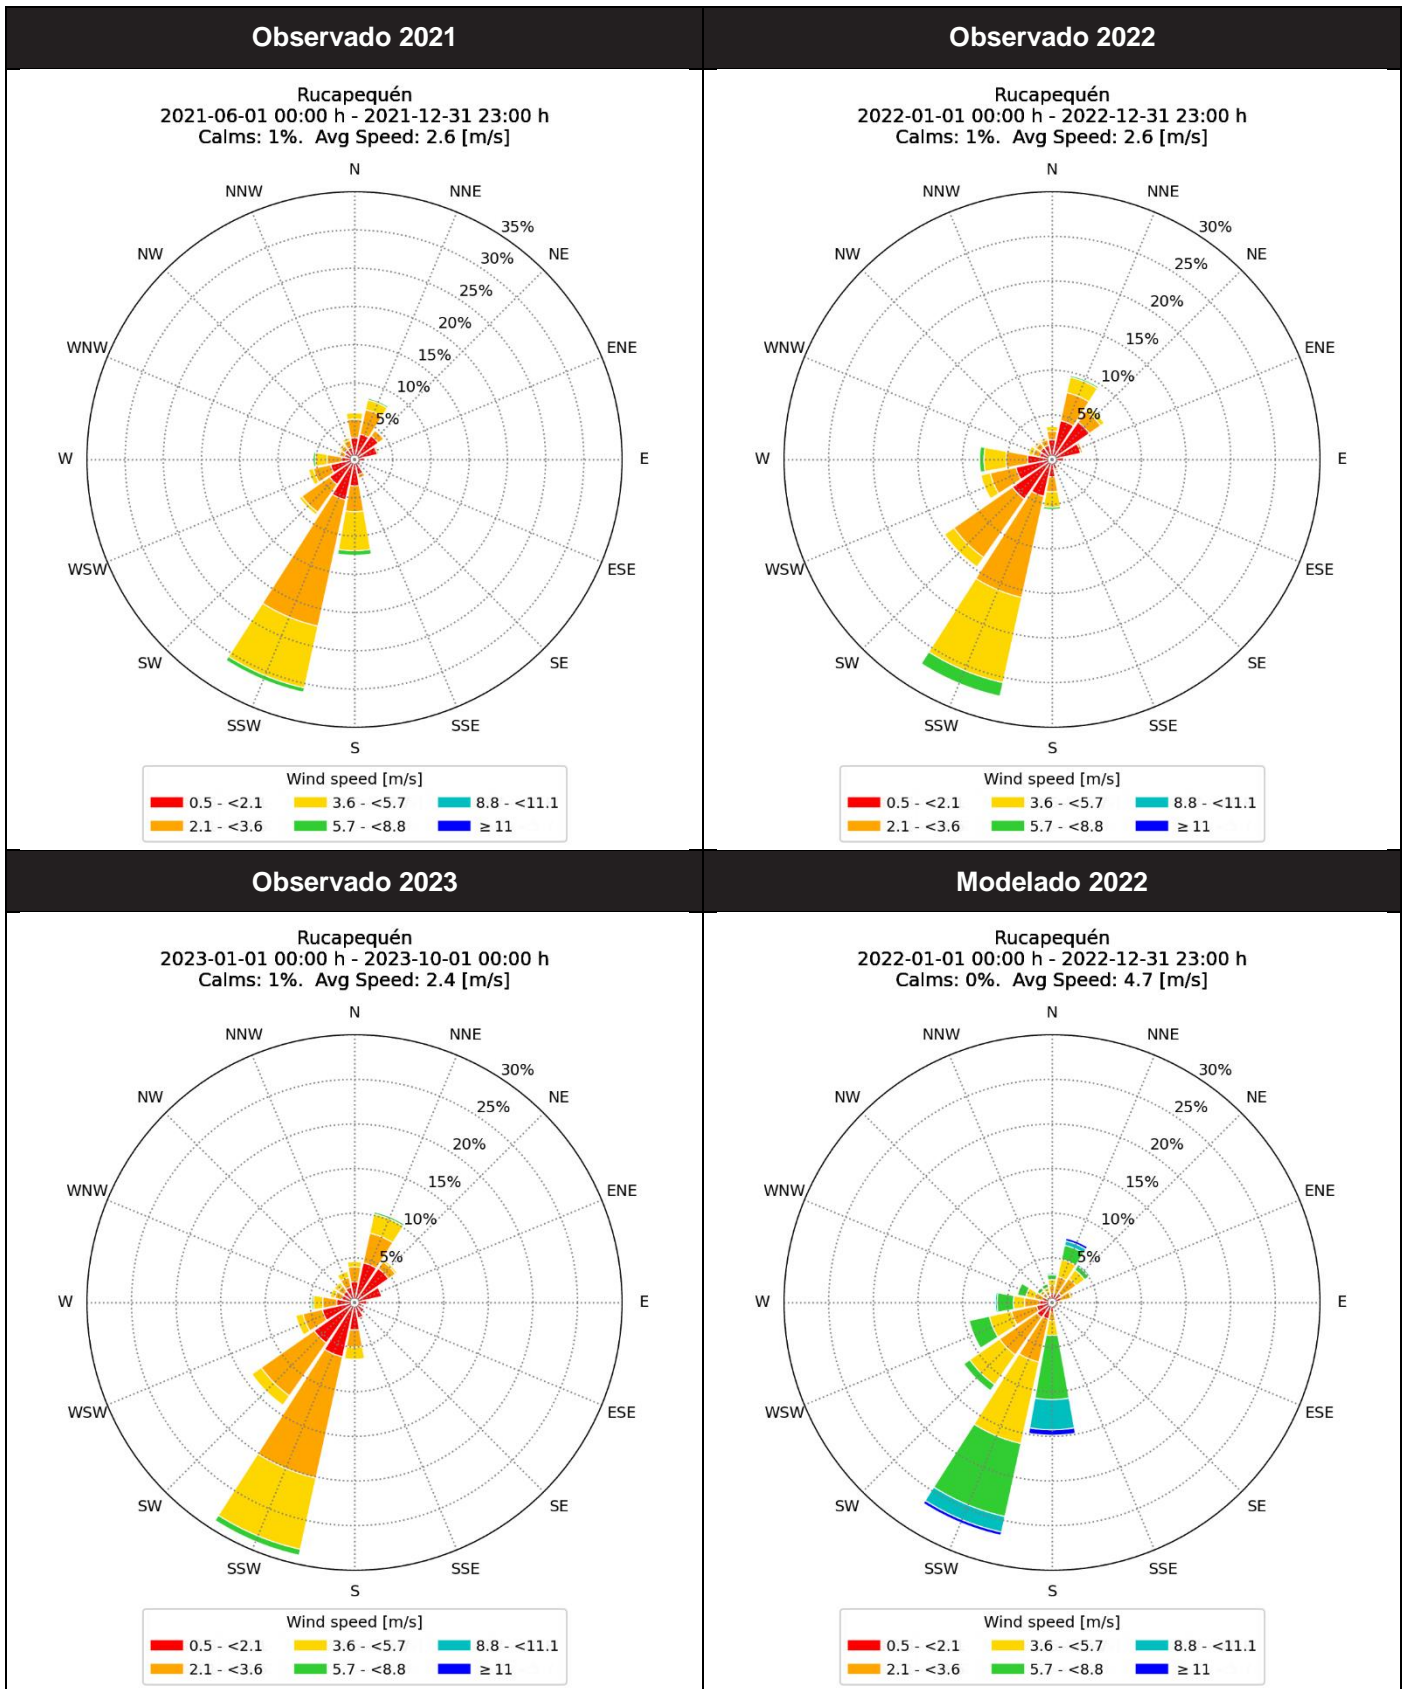 Observado 2021
Rucapequén
2021-06-01 00:00 h - 2021-12-31 23:00 h
Calms: 1%.  Avg Speed: 2.6 [m/s]
N
NNW
NNE
35%
NW
30%
NE
25%
20%
WNW
15%
ENE
10%
5%
W
E
WSW
ESE
SW
SE
SSW
SSE
S
Wind speed [m/s]
0.5 - <2.1
3.6 - <5.7
8.8 - <11.1
2.1 - <3.6
5.7 - <8.8
≥ 11
Observado 2022
Rucapequén
2022-01-01 00:00 h - 2022-12-31 23:00 h
Calms: 1%.  Avg Speed: 2.6 [m/s]
N
NNW
NNE
30%
NW
NE
25%
20%
WNW
15%
ENE
10%
5%
W
E
WSW
ESE
SW
SE
SSW
SSE
S
Wind speed [m/s]
0.5 - <2.1
3.6 - <5.7
8.8 - <11.1
2.1 - <3.6
5.7 - <8.8
≥ 11
Observado 2023
Rucapequén
2023-01-01 00:00 h - 2023-10-01 00:00 h
Calms: 1%.  Avg Speed: 2.4 [m/s]
N
NNW
NNE
30%
NW
NE
25%
20%
WNW
15%
ENE
10%
5%
W
E
WSW
ESE
SW
SE
SSW
SSE
S
Wind speed [m/s]
0.5 - <2.1
3.6 - <5.7
8.8 - <11.1
2.1 - <3.6
5.7 - <8.8
≥ 11
Modelado 2022
Rucapequén
2022-01-01 00:00 h - 2022-12-31 23:00 h
Calms: 0%.  Avg Speed: 4.7 [m/s]
N
NNW
NNE
30%
NW
NE
25%
20%
WNW
15%
ENE
10%
5%
W
E
WSW
ESE
SW
SE
SSW
SSE
S
Wind speed [m/s]
0.5 - <2.1
3.6 - <5.7
8.8 - <11.1
2.1 - <3.6
5.7 - <8.8
≥ 11